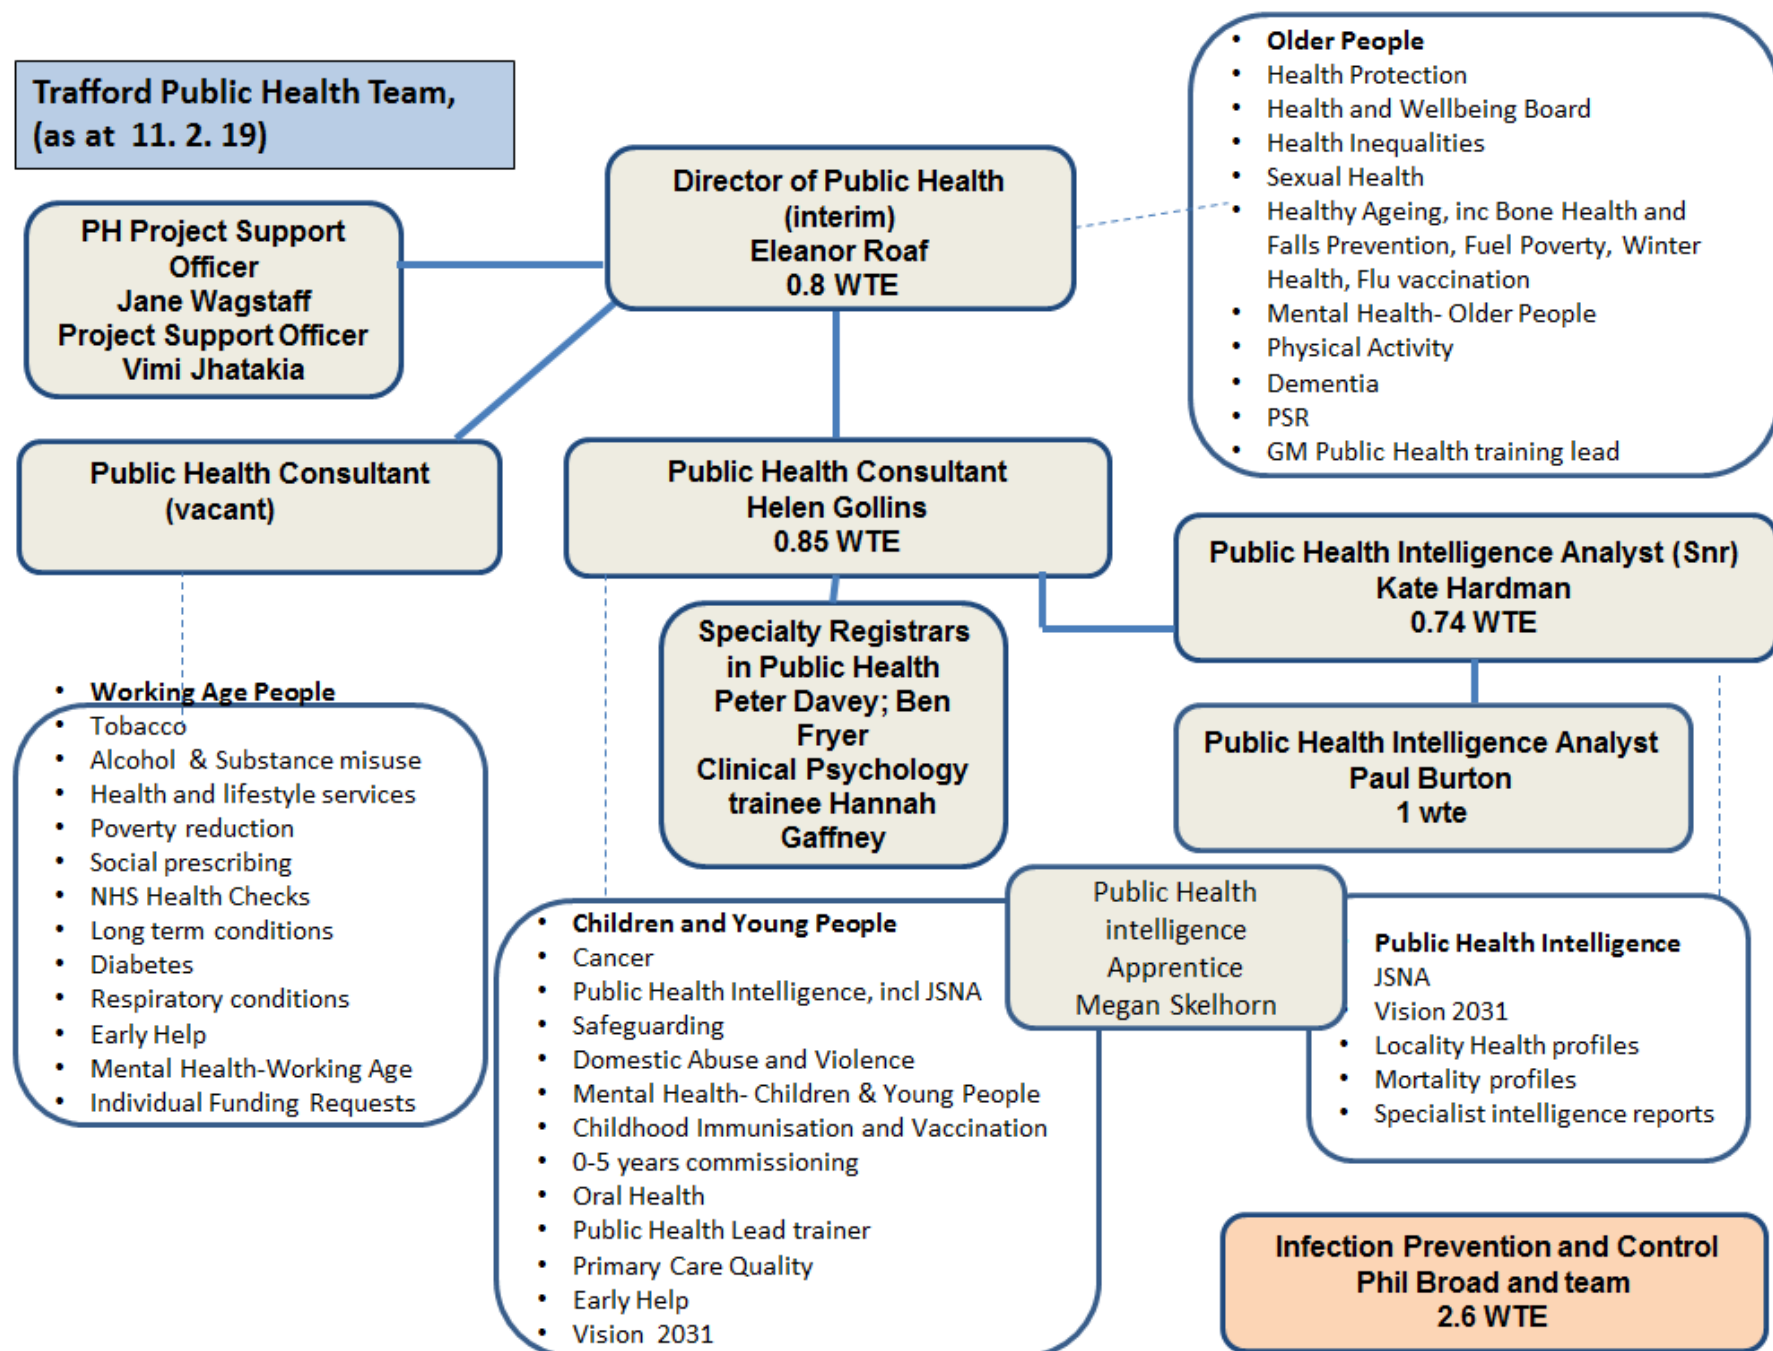 Trafford Public Health Team,
(as at 11. 2. 19)
Director of Public Health
(interim)
Eleanor Roaf
0.8 WTE
PH Project Support
Officer
Jane Wagstaff
Project Support Officer
Vimi Jhatakia
• Older People
• Health Protection
• Health and Wellbeing Board
• Health Inequalities
• Sexual Health
• Healthy Ageing, inc Bone Health and
Falls Prevention, Fuel Poverty, Winter
Health, Flu vaccination
• Mental Health- Older People
• Physical Activity
• Dementia
• PSR
• GM Public Health training lead
Public Health Consultant
(vacant)
Public Health Consultant
Helen Gollins
0.85 WTE
Public Health Intelligence Analyst (Snr)
Kate Hardman
0.74 WTE
Specialty Registrars
in Public Health
Peter Davey; Ben
Fryer
Clinical Psychology
trainee Hannah
Gaffney
Public Health Intelligence Analyst
Paul Burton
1 wte
• Working Age People
• Tobacco
• Alcohol & Substance misuse
• Health and lifestyle services
• Poverty reduction
• Social prescribing
• NHS Health Checks
• Long term conditions
• Diabetes
• Respiratory conditions
• Early Help
• Mental Health-Working Age
• Individual Funding Requests
• Children and Young People
• Cancer
• Public Health Intelligence, incl JSNA
• Safeguarding
• Domestic Abuse and Violence
• Mental Health- Children & Young People
• Childhood Immunisation and Vaccination
• 0-5 years commissioning
• Oral Health
• Public Health Lead trainer
• Primary Care Quality
• Early Help
• Vision 2031
Public Health
intelligence
Apprentice
Megan Skelhorn
Public Health Intelligence
JSNA
Vision 2031
• Locality Health profiles
• Mortality profiles
• Specialist intelligence reports
Infection Prevention and Control
Phil Broad and team
2.6 WTE